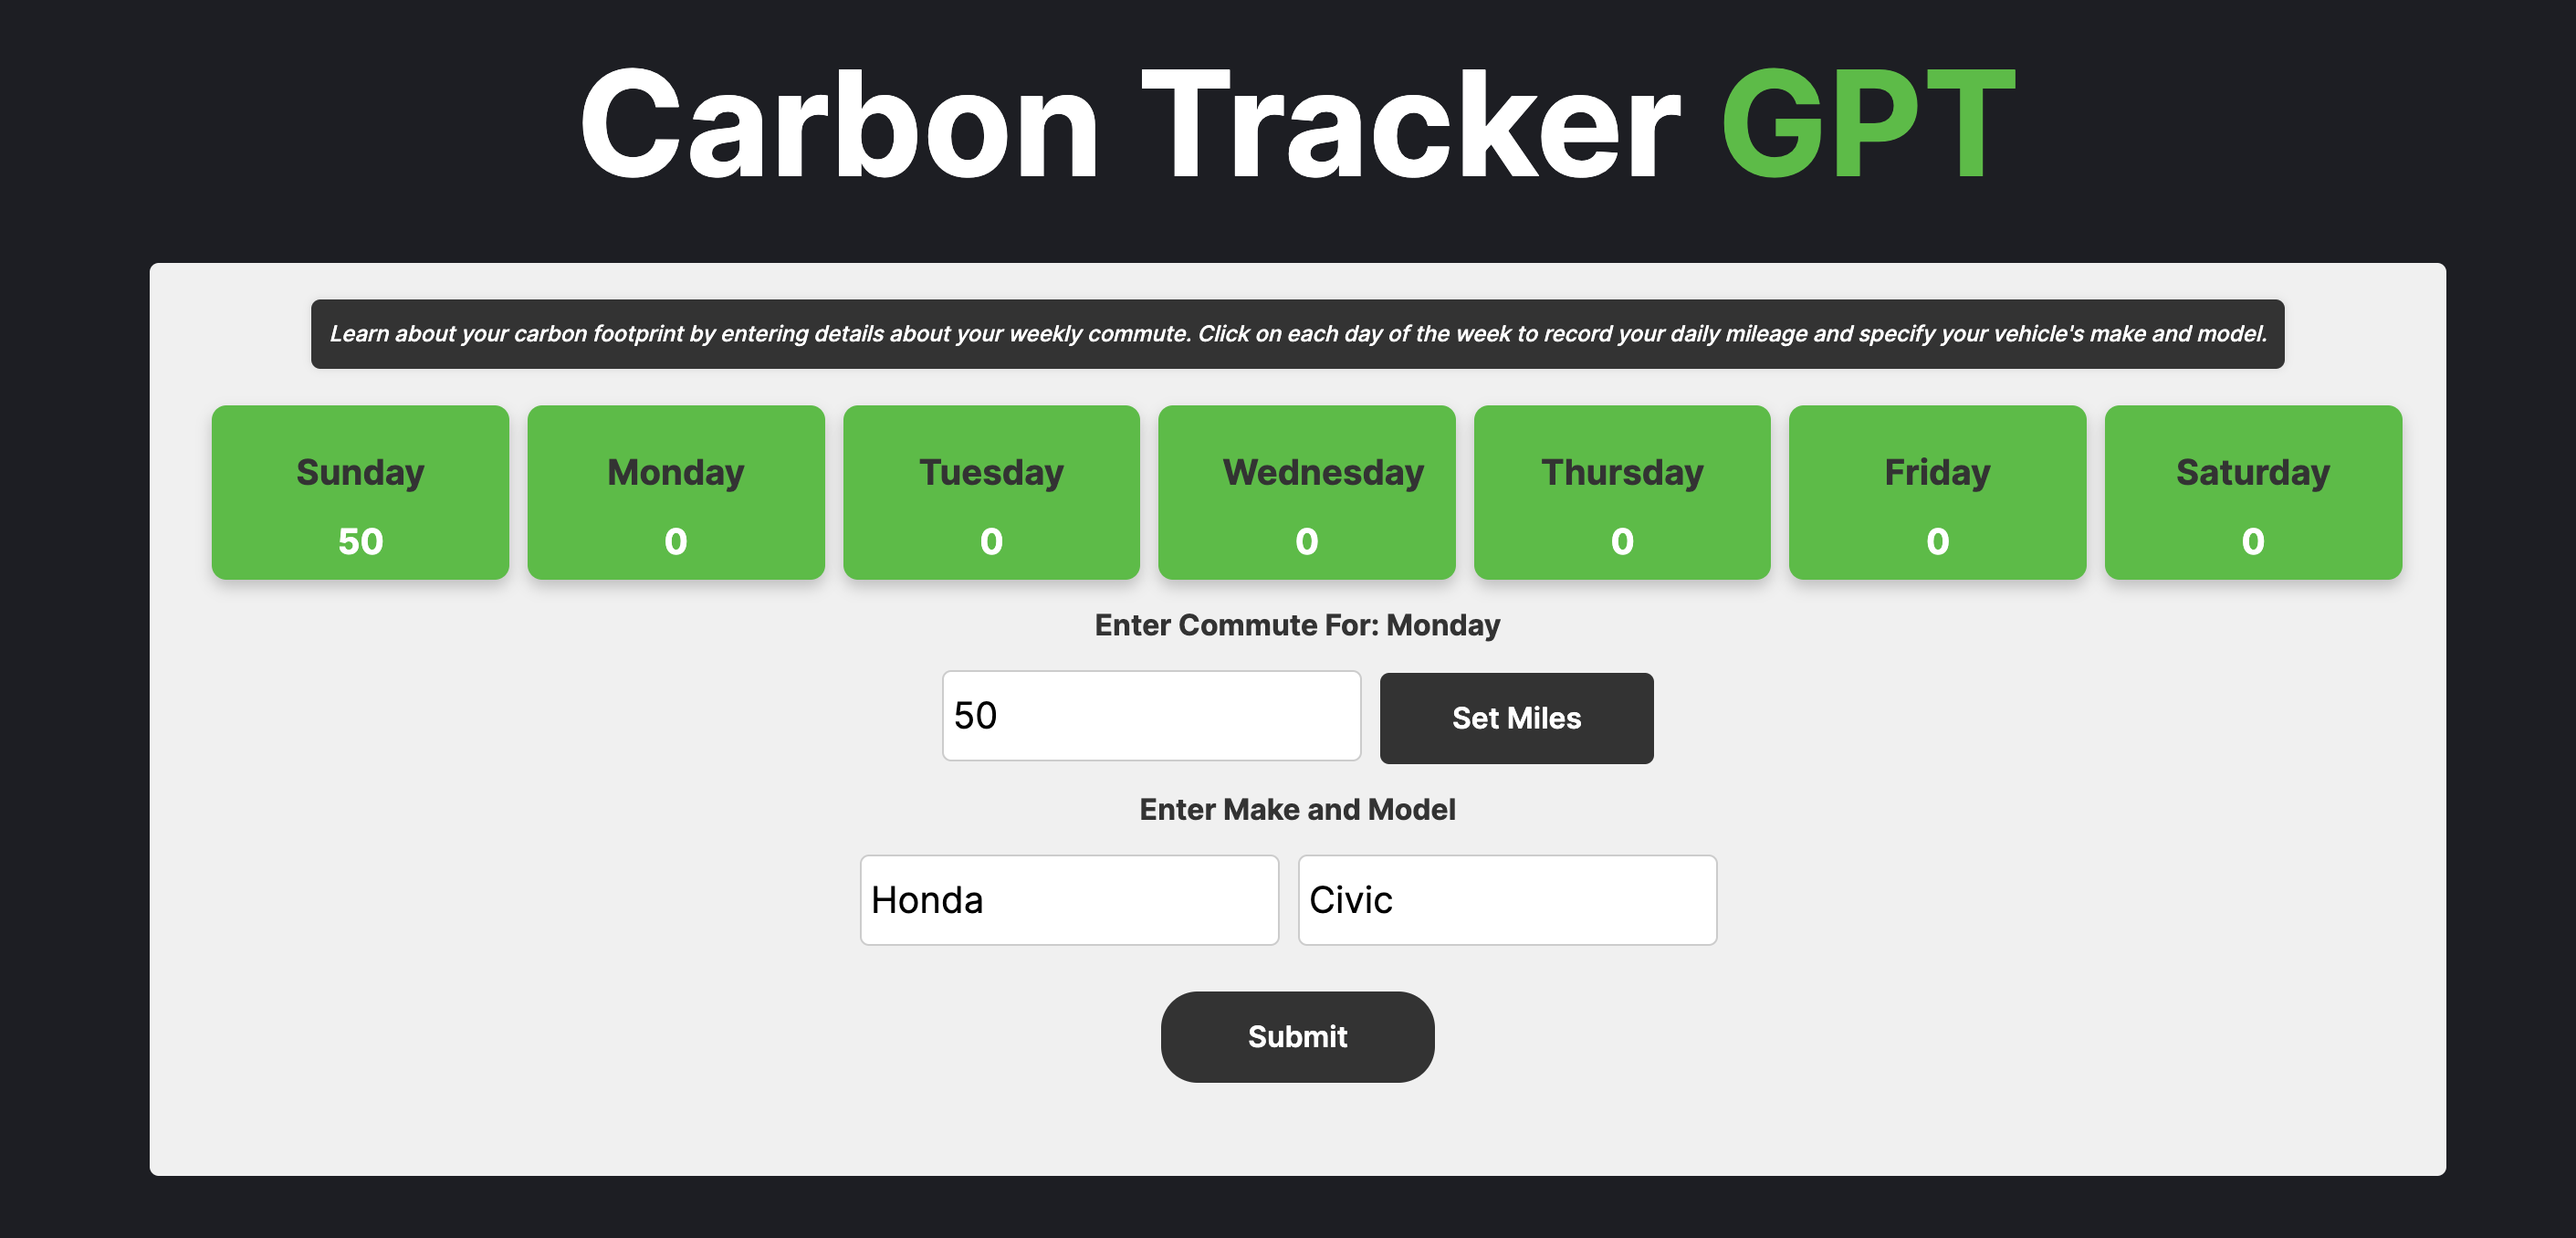 Carbon Tracker GPT
Learn about your carbon footprint by entering details about your weekly commute. Click on each day of the week to record your daily mileage and specify your vehicle's make and model.
Sunday Monday Tuesday Wednesday Thursday Friday Saturday
50 0 0 0 0 0 0
Enter Commute For: Monday
50 Set Miles
Enter Make and Model
Honda Civic
Submit